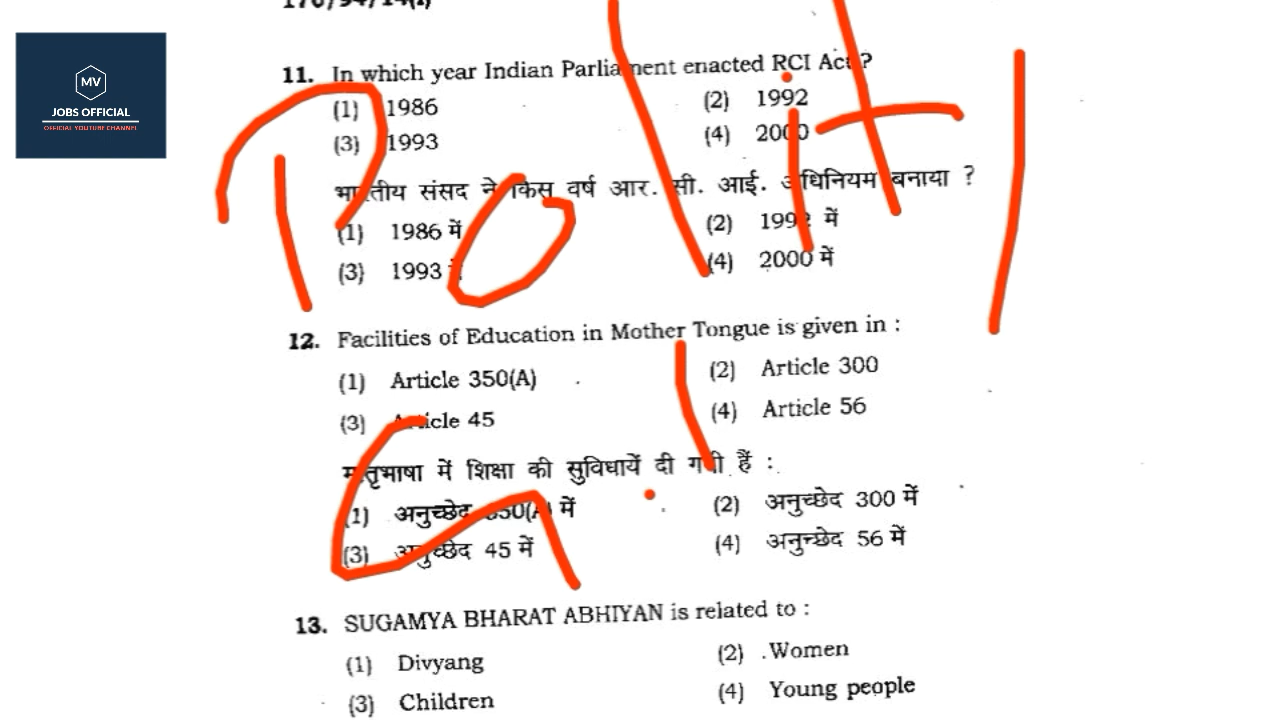 170/94/14(I)
MV
JOBS OFFICIAL
OFFICIAL YOUTUBE CHANNEL
11. In which year Indian Parliament enacted RCI Act ?
(1) 1986 (2) 1992
(3) 1993 (4) 2000
भारतीय संसद ने किस वर्ष आर. सी. आई. अधिनियम बनाया ?
(1) 1986 में (2) 1992 में
(3) 1993 में (4) 2000 में
12. Facilities of Education in Mother Tongue is given in :
(1) Article 350(A) (2) Article 300
(3) Article 45 (4) Article 56
मातृभाषा में शिक्षा की सुविधायें दी गयी हैं :
(1) अनुच्छेद 350(A) में (2) अनुच्छेद 300 में
(3) अनुच्छेद 45 में (4) अनुच्छेद 56 में
13. SUGAMYA BHARAT ABHIYAN is related to :
(1) Divyang (2) Women
(3) Children (4) Young people